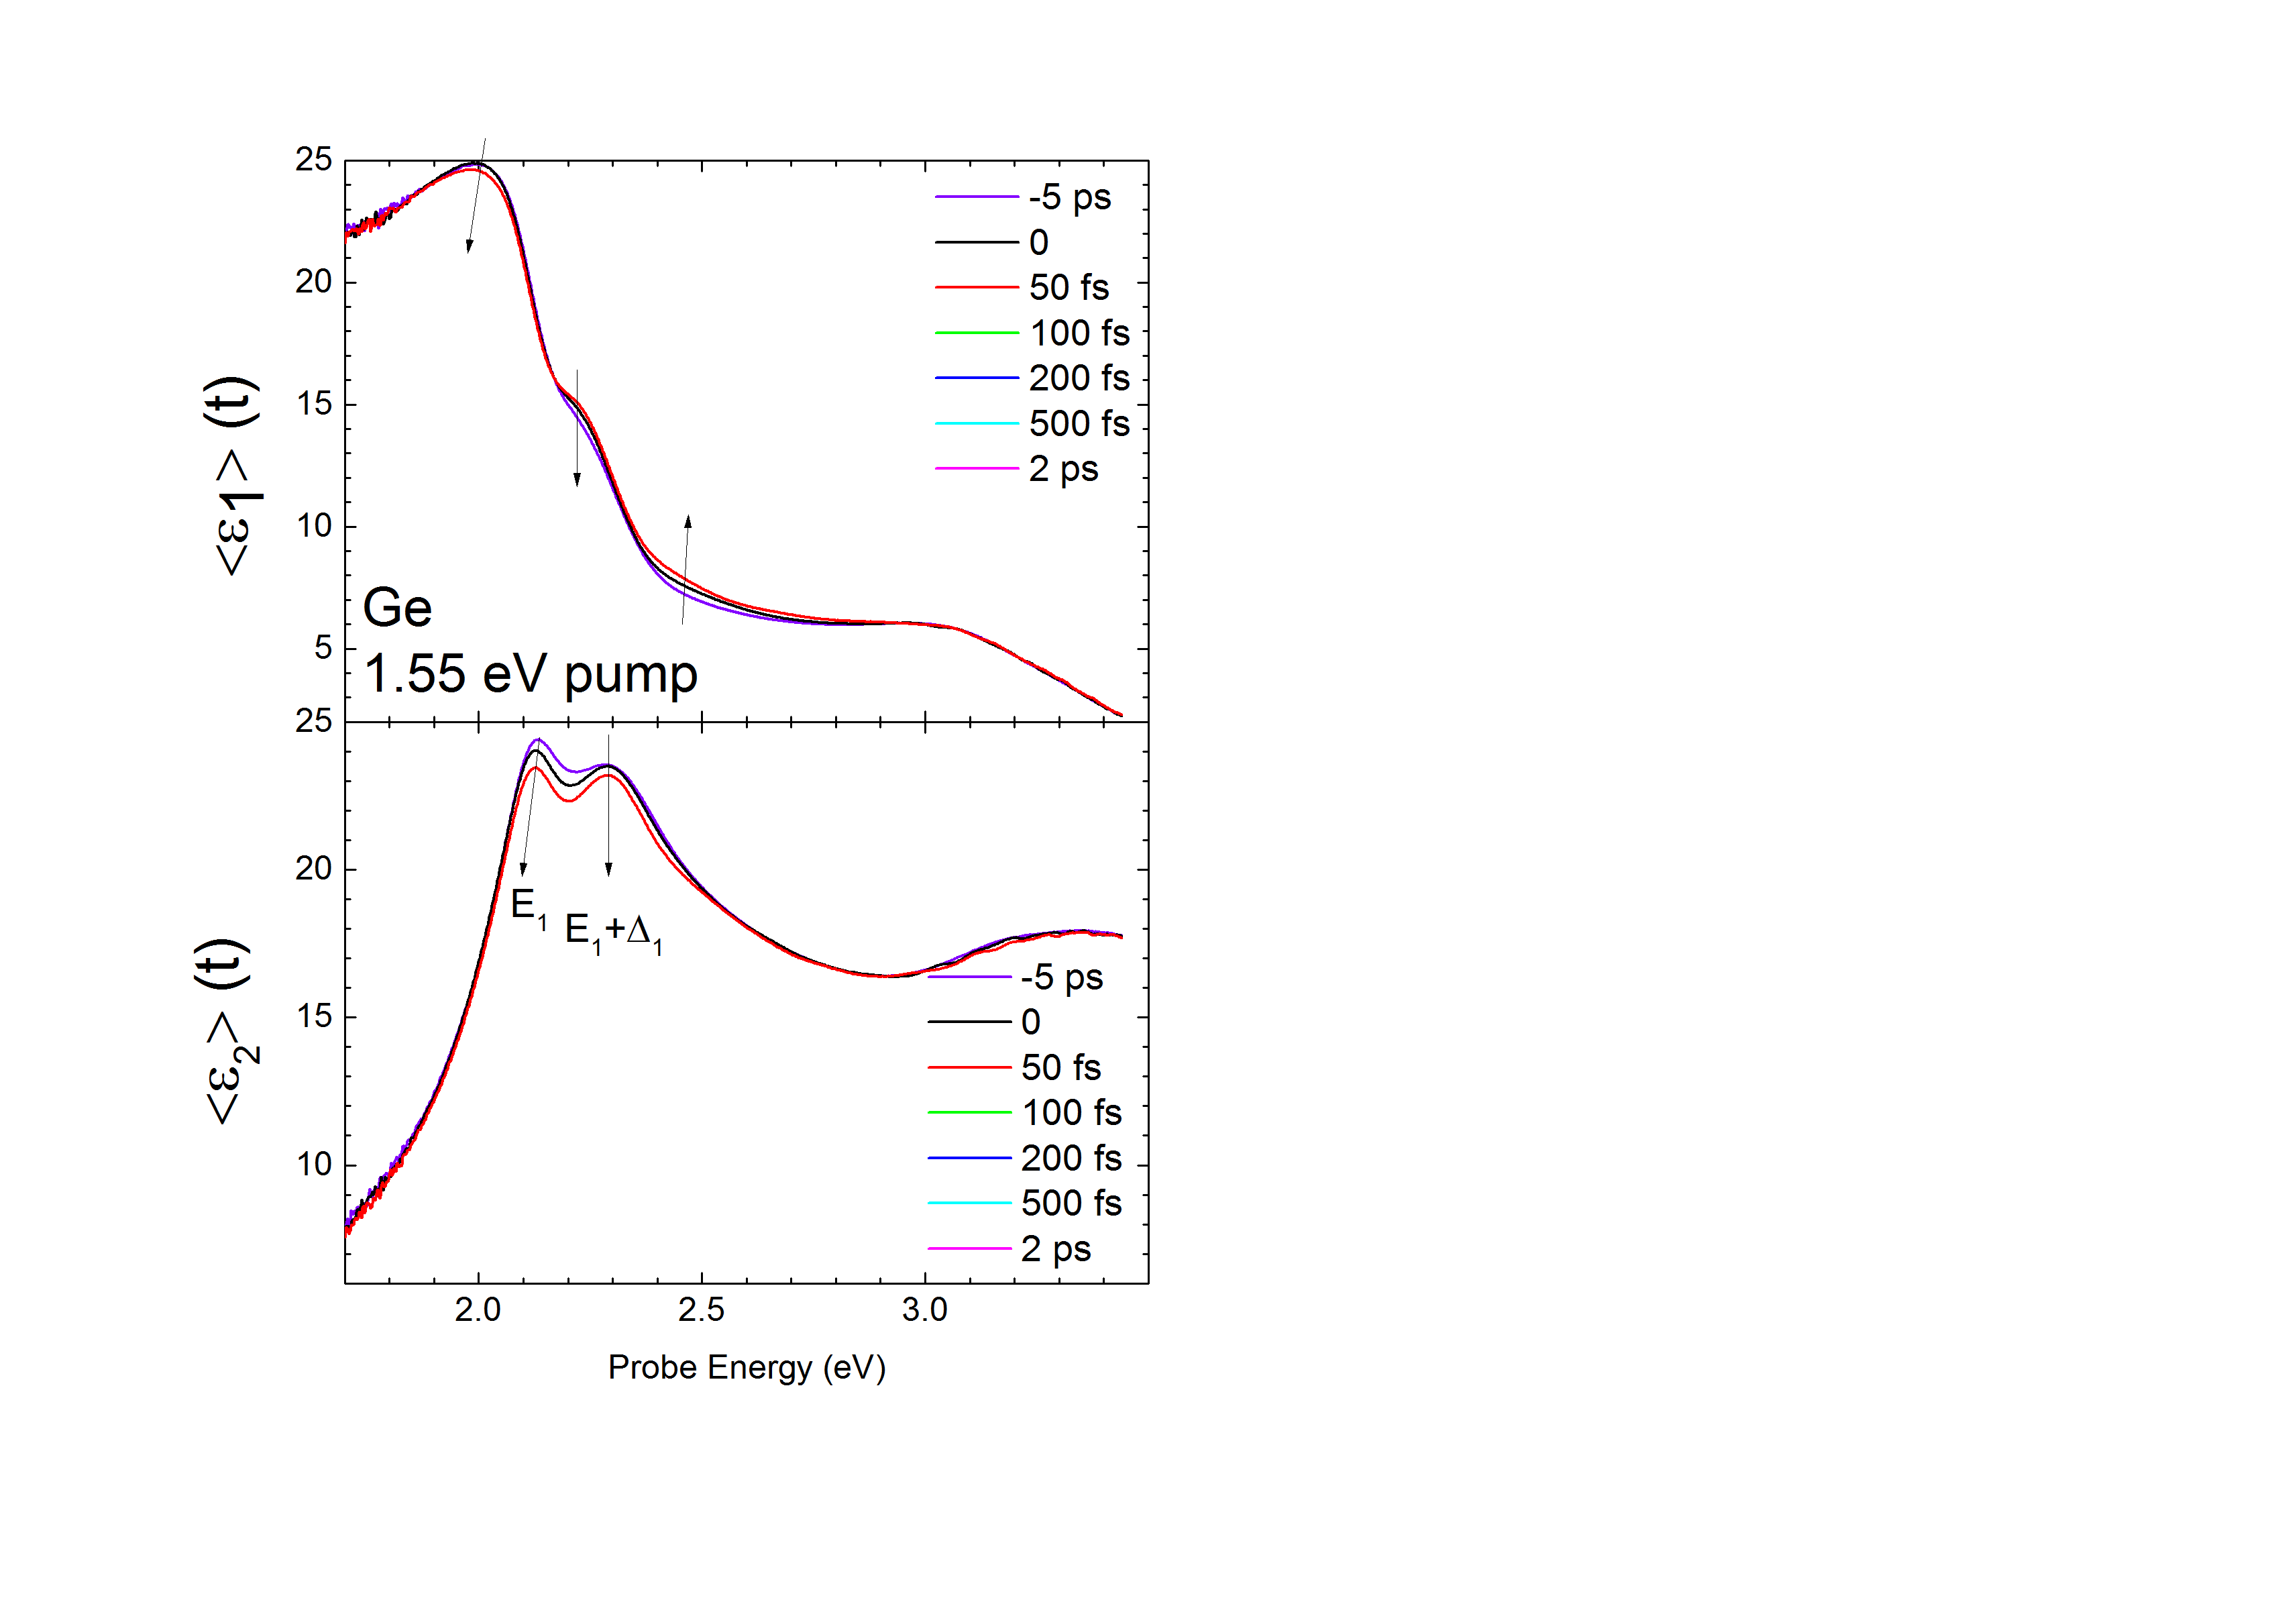 25
20
15
10
5
<ε1> (t)
-5 ps
0
50 fs
100 fs
200 fs
500 fs
2 ps
Ge
1.55 eV pump
25
20
15
10
<ε2> (t)
E1
E1+Δ1
-5 ps
0
50 fs
100 fs
200 fs
500 fs
2 ps
2.0 2.5 3.0
Probe Energy (eV)